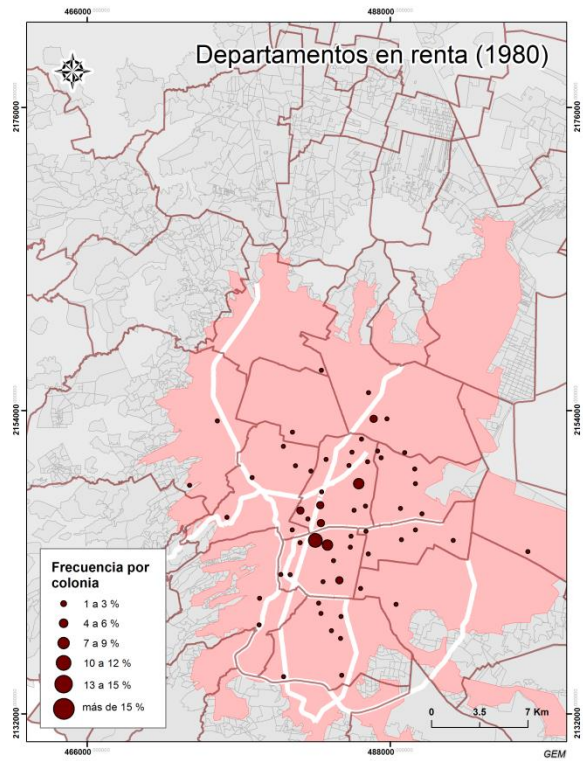 466000
488000
Departamentos en renta (1980)
2176000
2176000
2154000
2154000
Frecuencia por
colonia
1 a 3 %
4 a 6 %
7 a 9 %
10 a 12 %
13 a 15 %
más de 15 %
2132000
2132000
0 3.5 7 Km
466000
488000
GEM